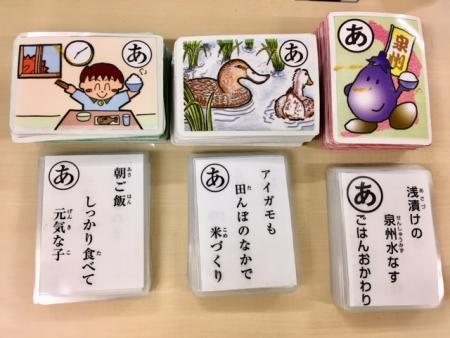 あ
あ
あ
泉州
あ
朝ご飯
しっかり食べて
元気な子
あ
アイガモも
田んぼのなかで
米づくり
あ
浅漬けの
泉州水なす
ごはんおかわり